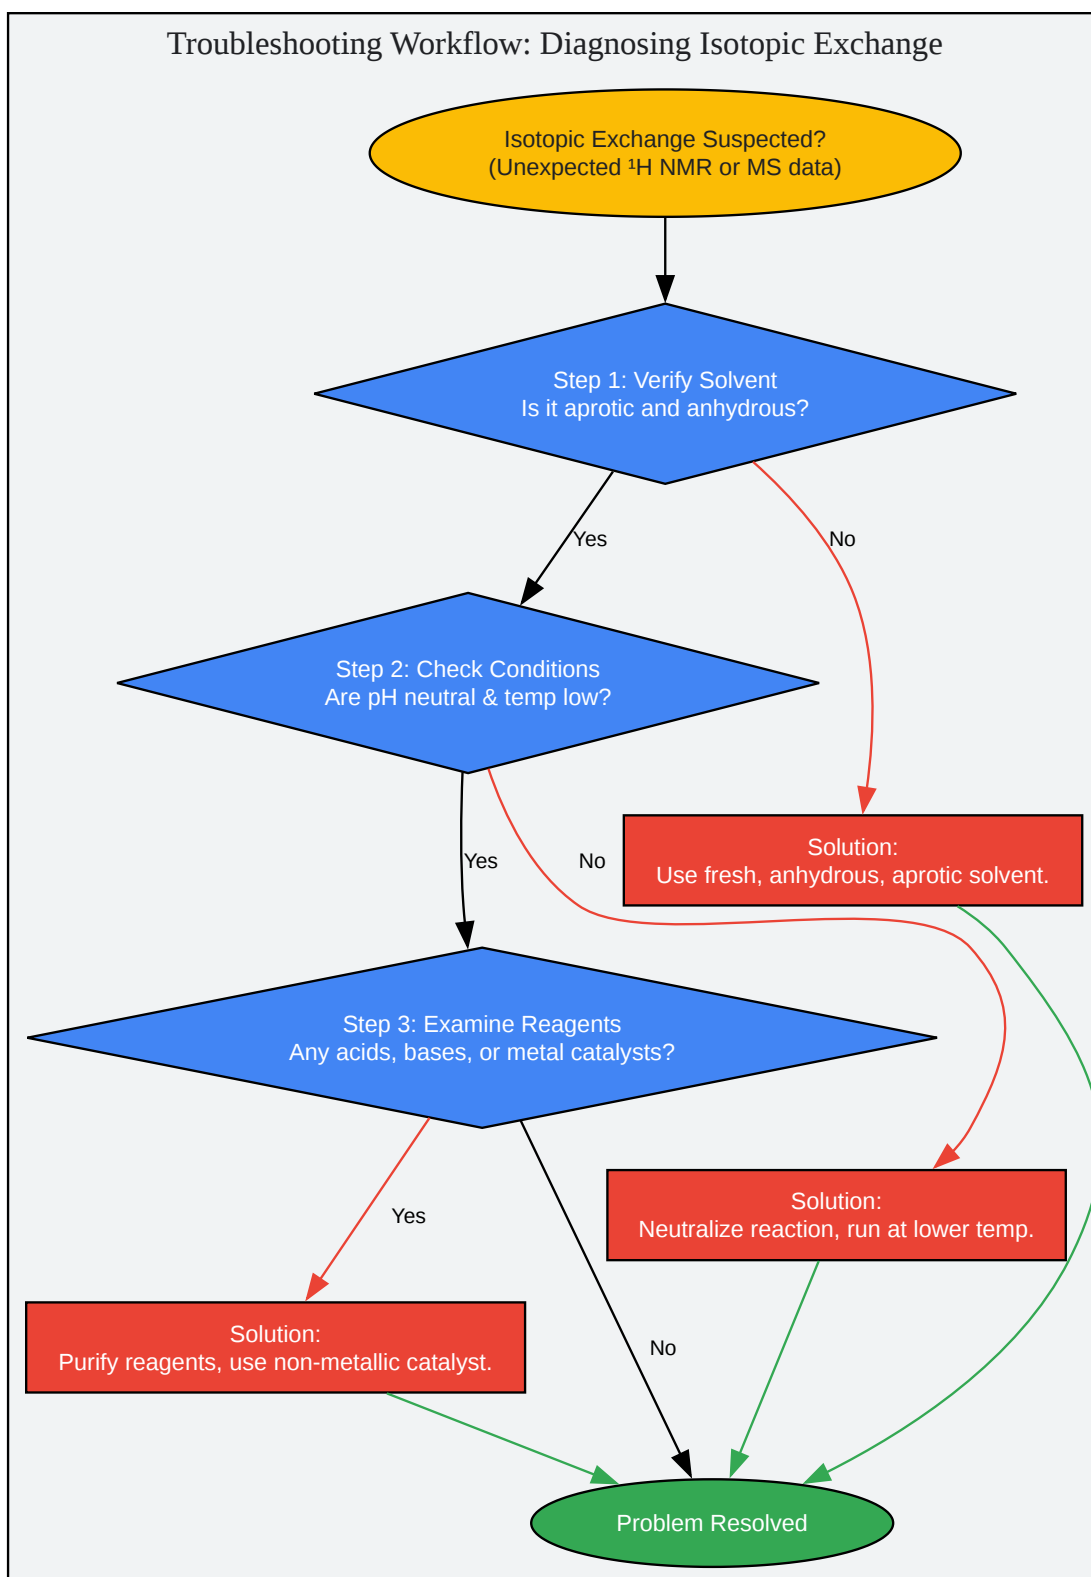 Troubleshooting Workflow: Diagnosing Isotopic Exchange
Isotopic Exchange Suspected?
(Unexpected ¹H NMR or MS data)
Step 1: Verify Solvent
Is it aprotic and anhydrous?
Yes
No
Step 2: Check Conditions
Are pH neutral & temp low?
Yes
No
Solution:
Use fresh, anhydrous, aprotic solvent.
Step 3: Examine Reagents
Any acids, bases, or metal catalysts?
Yes
No
Solution:
Neutralize reaction, run at lower temp.
Solution:
Purify reagents, use non-metallic catalyst.
Problem Resolved